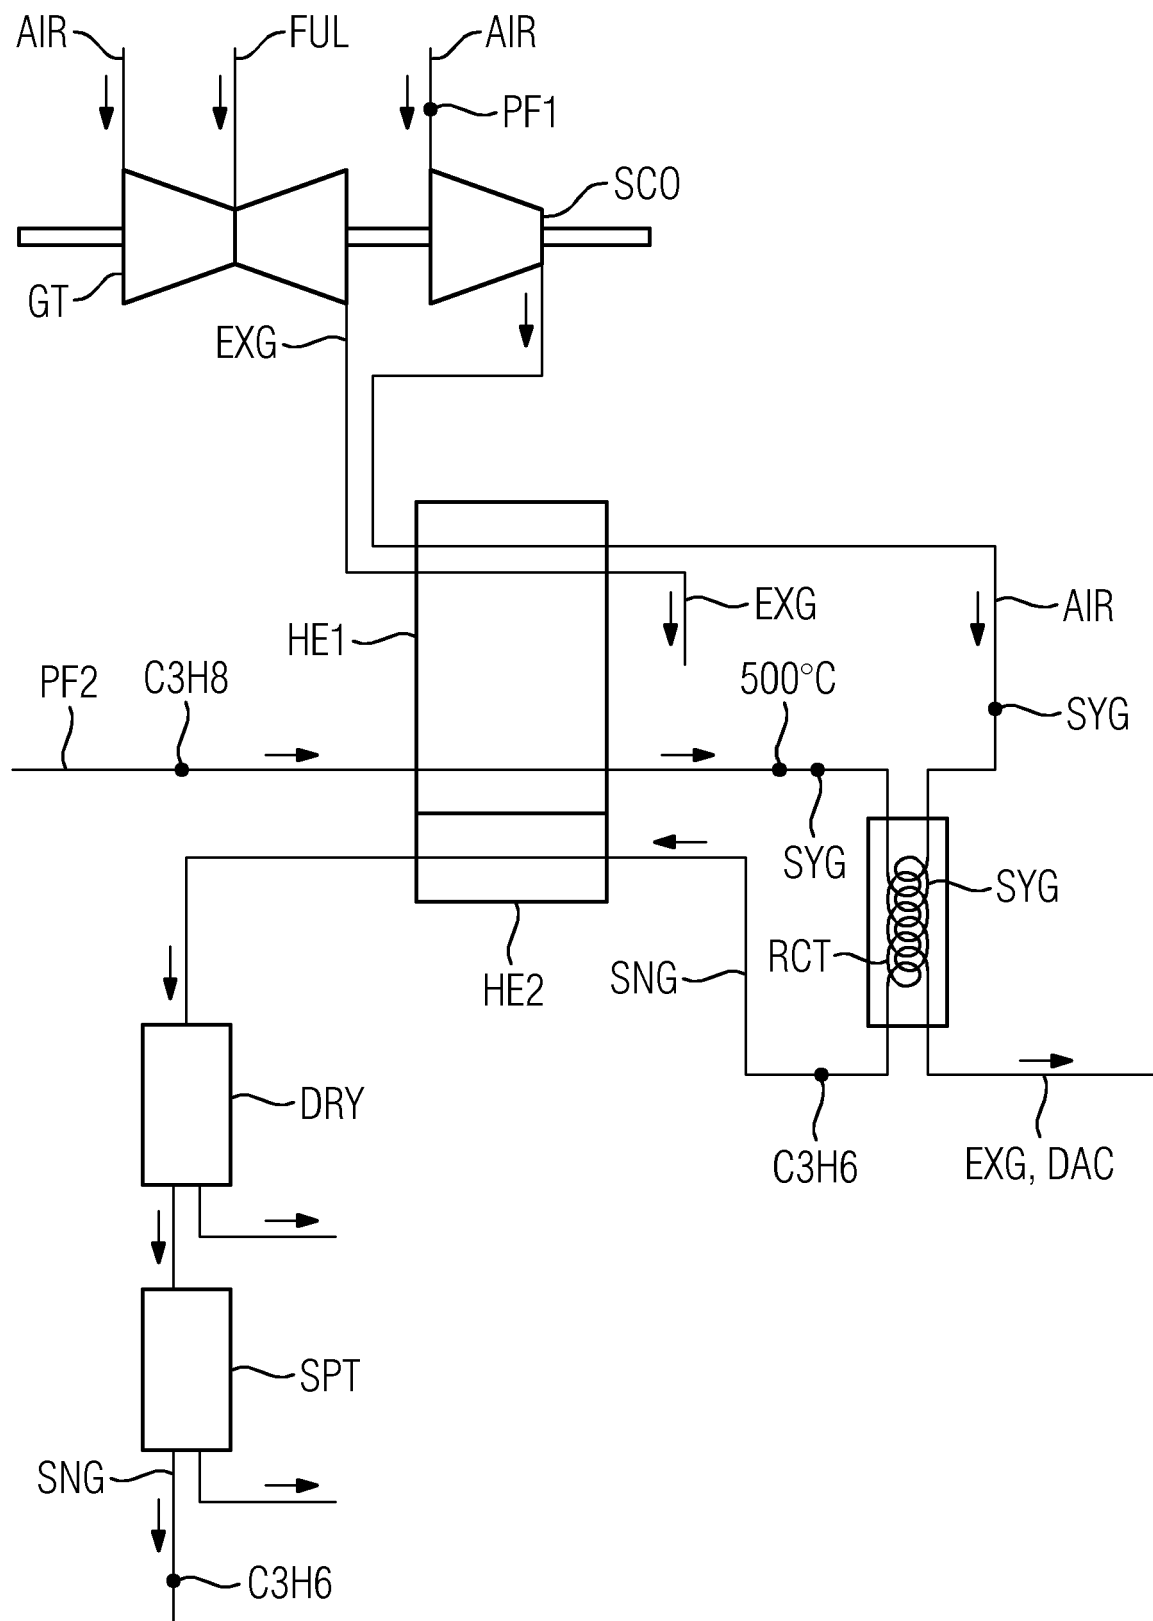 AIR
FUL
AIR
PF1
SCO
GT
EXG
EXG
AIR
HE1
PF2
C3H8
500°C
SYG
SYG
SYG
RCT
SNG
HE2
DRY
C3H6
EXG, DAC
SPT
SNG
C3H6